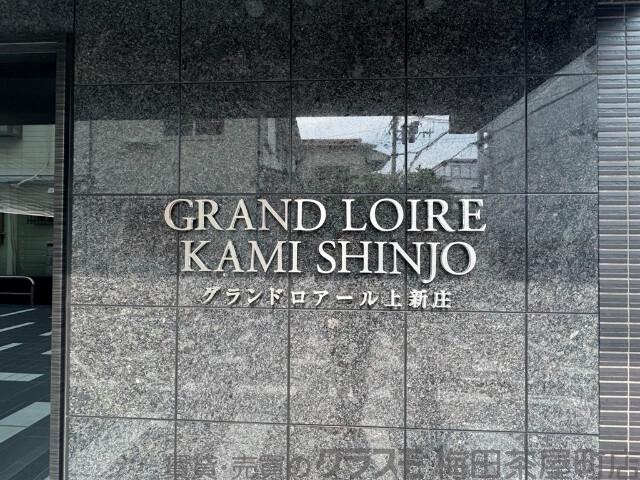 GRAND LOIRE
KAMI SHINJO
グランドロアール上新庄
賃貸・売買のクラスモ梅田茶屋町店